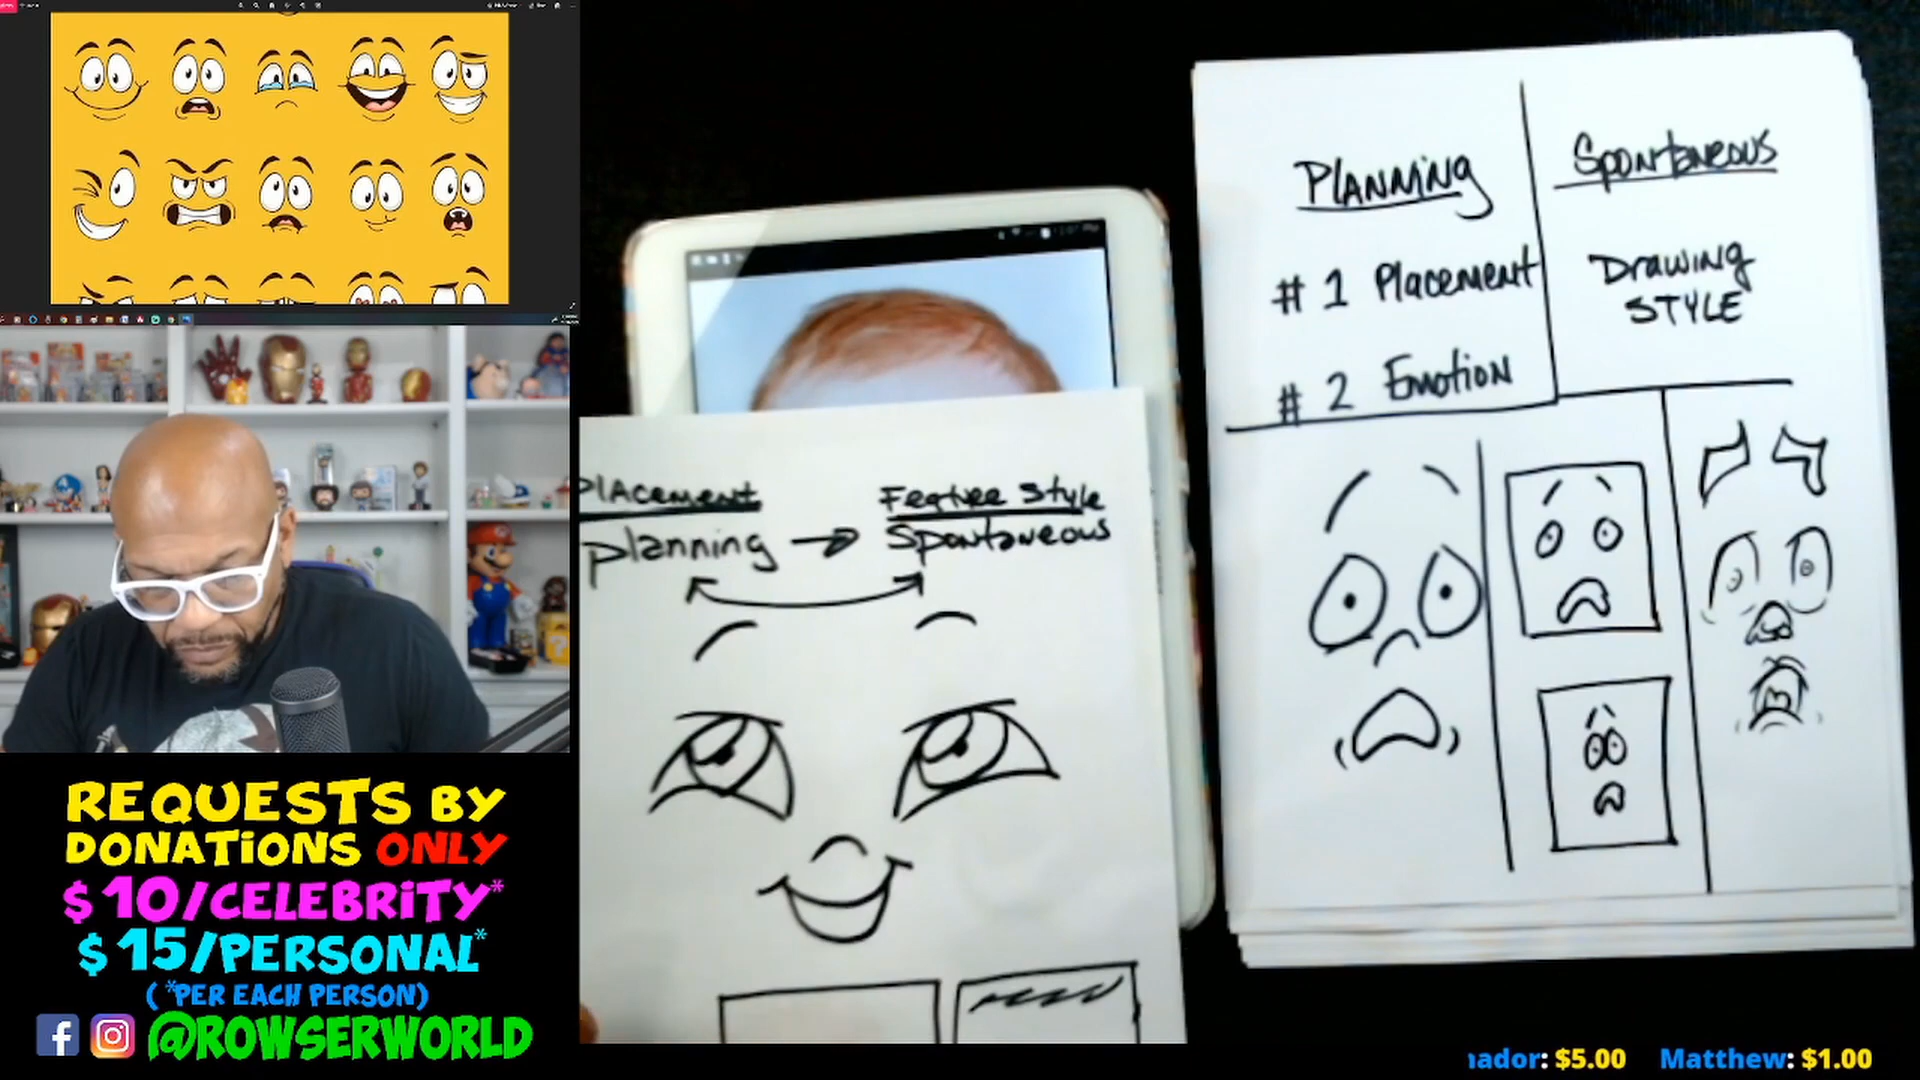 REQUESTS BY
DONATIONS ONLY
$10/CELEBRITY*
$15/PERSONAL*
(*PER EACH PERSON)
@ROWSERWORLD
PLACEMENT
planning → Spontaneous
Feature Style
PLANNING
# 1 Placement
# 2 Emotion
Spontaneous
Drawing
STYLE
ador: $5.00 Matthew: $1.00